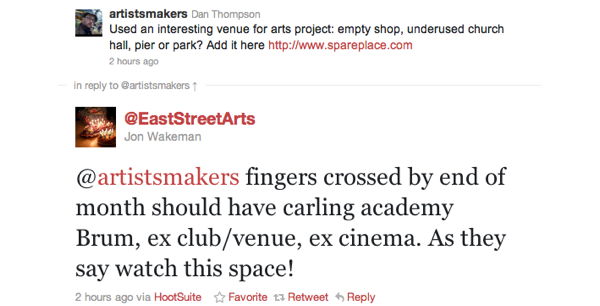 artistsmakers Dan Thompson
Used an interesting venue for arts project: empty shop, underused church
hall, pier or park? Add it here http://www.spareplace.com
2 hours ago
in reply to @artistsmakers ↑
@EastStreetArts
Jon Wakeman
@artistsmakers fingers crossed by end of
month should have carling academy
Brum, ex club/venue, ex cinema. As they
say watch this space!
2 hours ago via HootSuite Favorite Retweet Reply